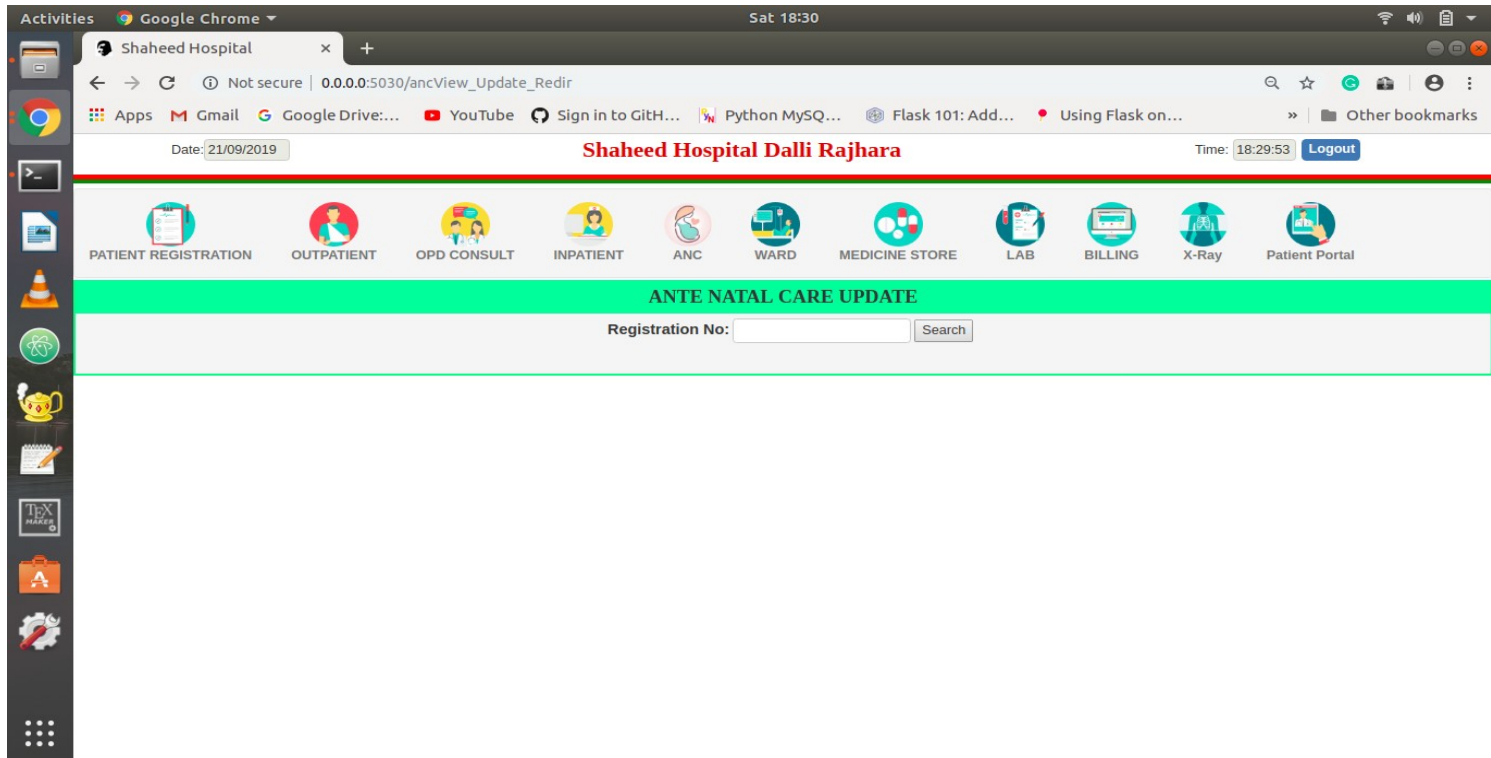 Activities Google Chrome Sat 18:30
Shaheed Hospital
Not secure | 0.0.0.0:5030/ancView_Update_Redir
Apps Gmail Google Drive:... YouTube Sign in to GitH... Python MySQ... Flask 101: Add... Using Flask on... » Other bookmarks
Date: 21/09/2019 Shaheed Hospital Dalli Rajhara Time: 18:29:53 Logout
PATIENT REGISTRATION OUTPATIENT OPD CONSULT INPATIENT ANC WARD MEDICINE STORE LAB BILLING X-Ray Patient Portal
ANTE NATAL CARE UPDATE
Registration No: Search
TEX
MAKER